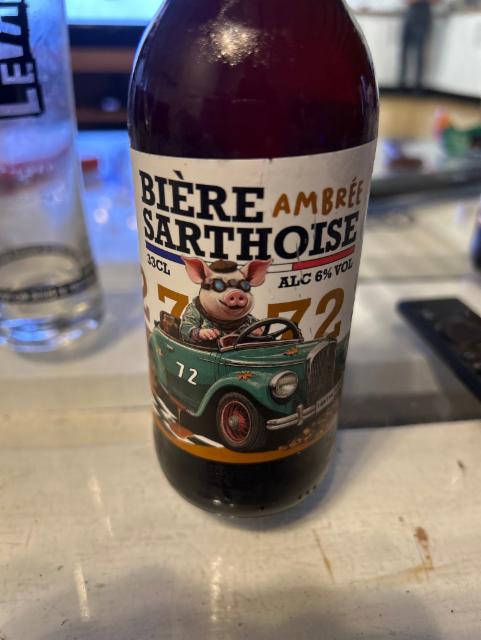 BIÈRE AMBRÉE
SARTHOISE
33CL
ALC 6% VOL
72
72